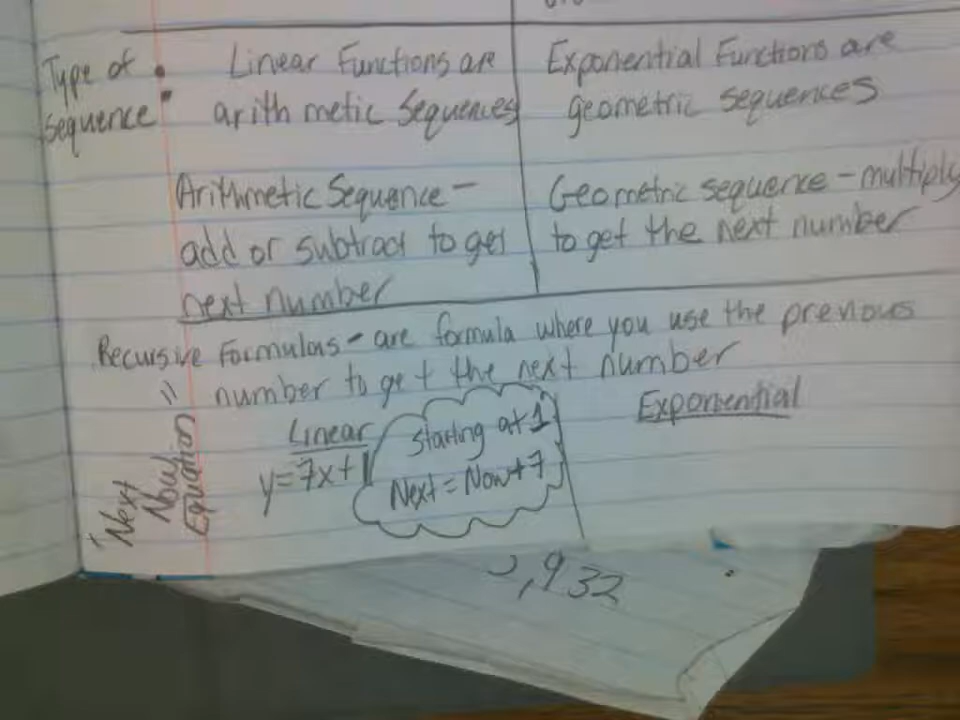 Type of : Linear Functions are
sequence arithmetic Sequences
Exponential Functions are
geometric sequences
Arithmetic Sequence -
add or subtract to get
next number
Geometric sequence - multiply
to get the next number
Recursive Formulas - are formula where you use the previous
number to get the next number
"Next
Now"
Equation
Linear
y=7x+1
Starting at 1
Next = Now+7
Exponential
,932